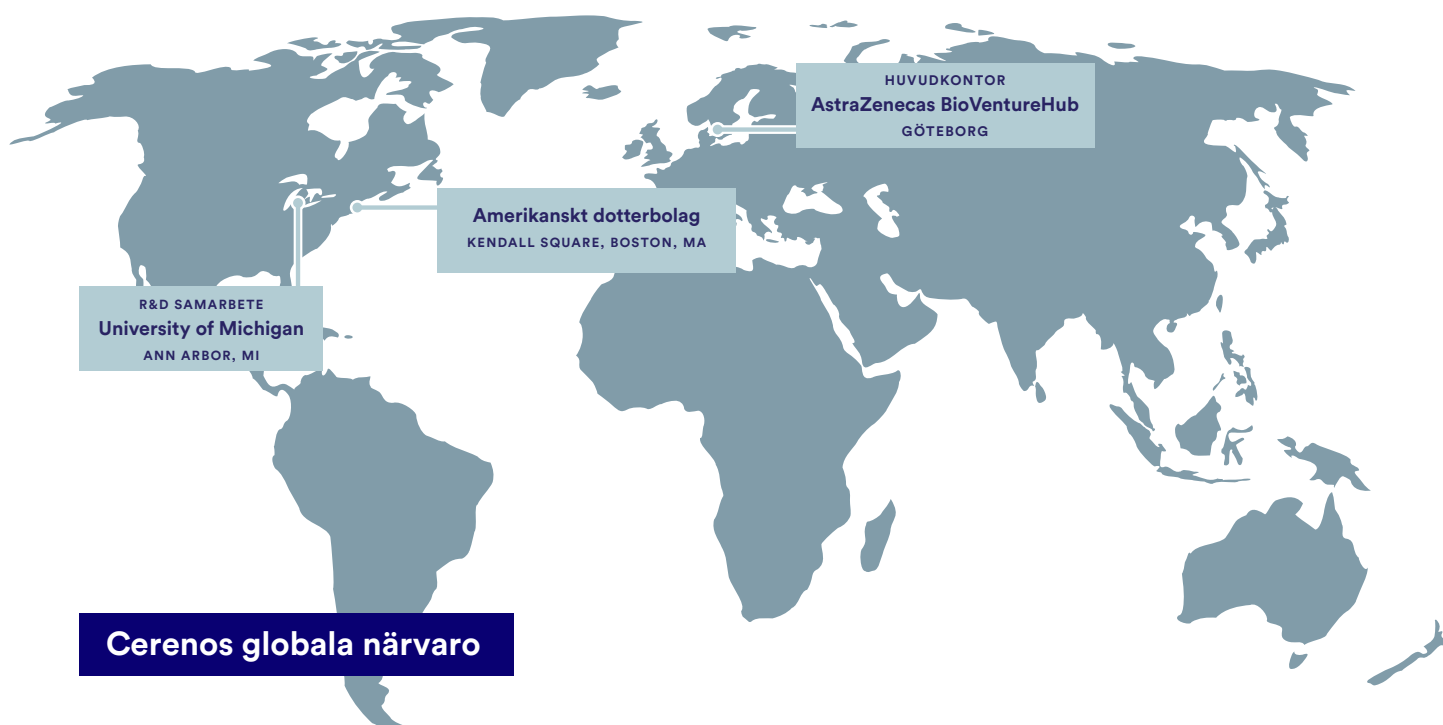 HUVUDKONTOR
AstraZenecas BioVentureHub
GÖTEBORG
Amerikanskt dotterbolag
KENDALL SQUARE, BOSTON, MA
R&D SAMARBETE
University of Michigan
ANN ARBOR, MI
Cerenos globala närvaro